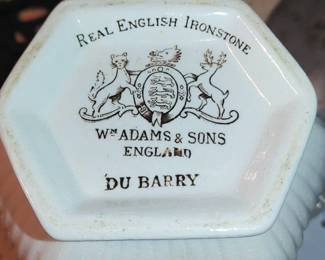 REAL ENGLISH IRONSTONE
Wᴹ ADAMS & SONS
ENGLAND
DU BARRY